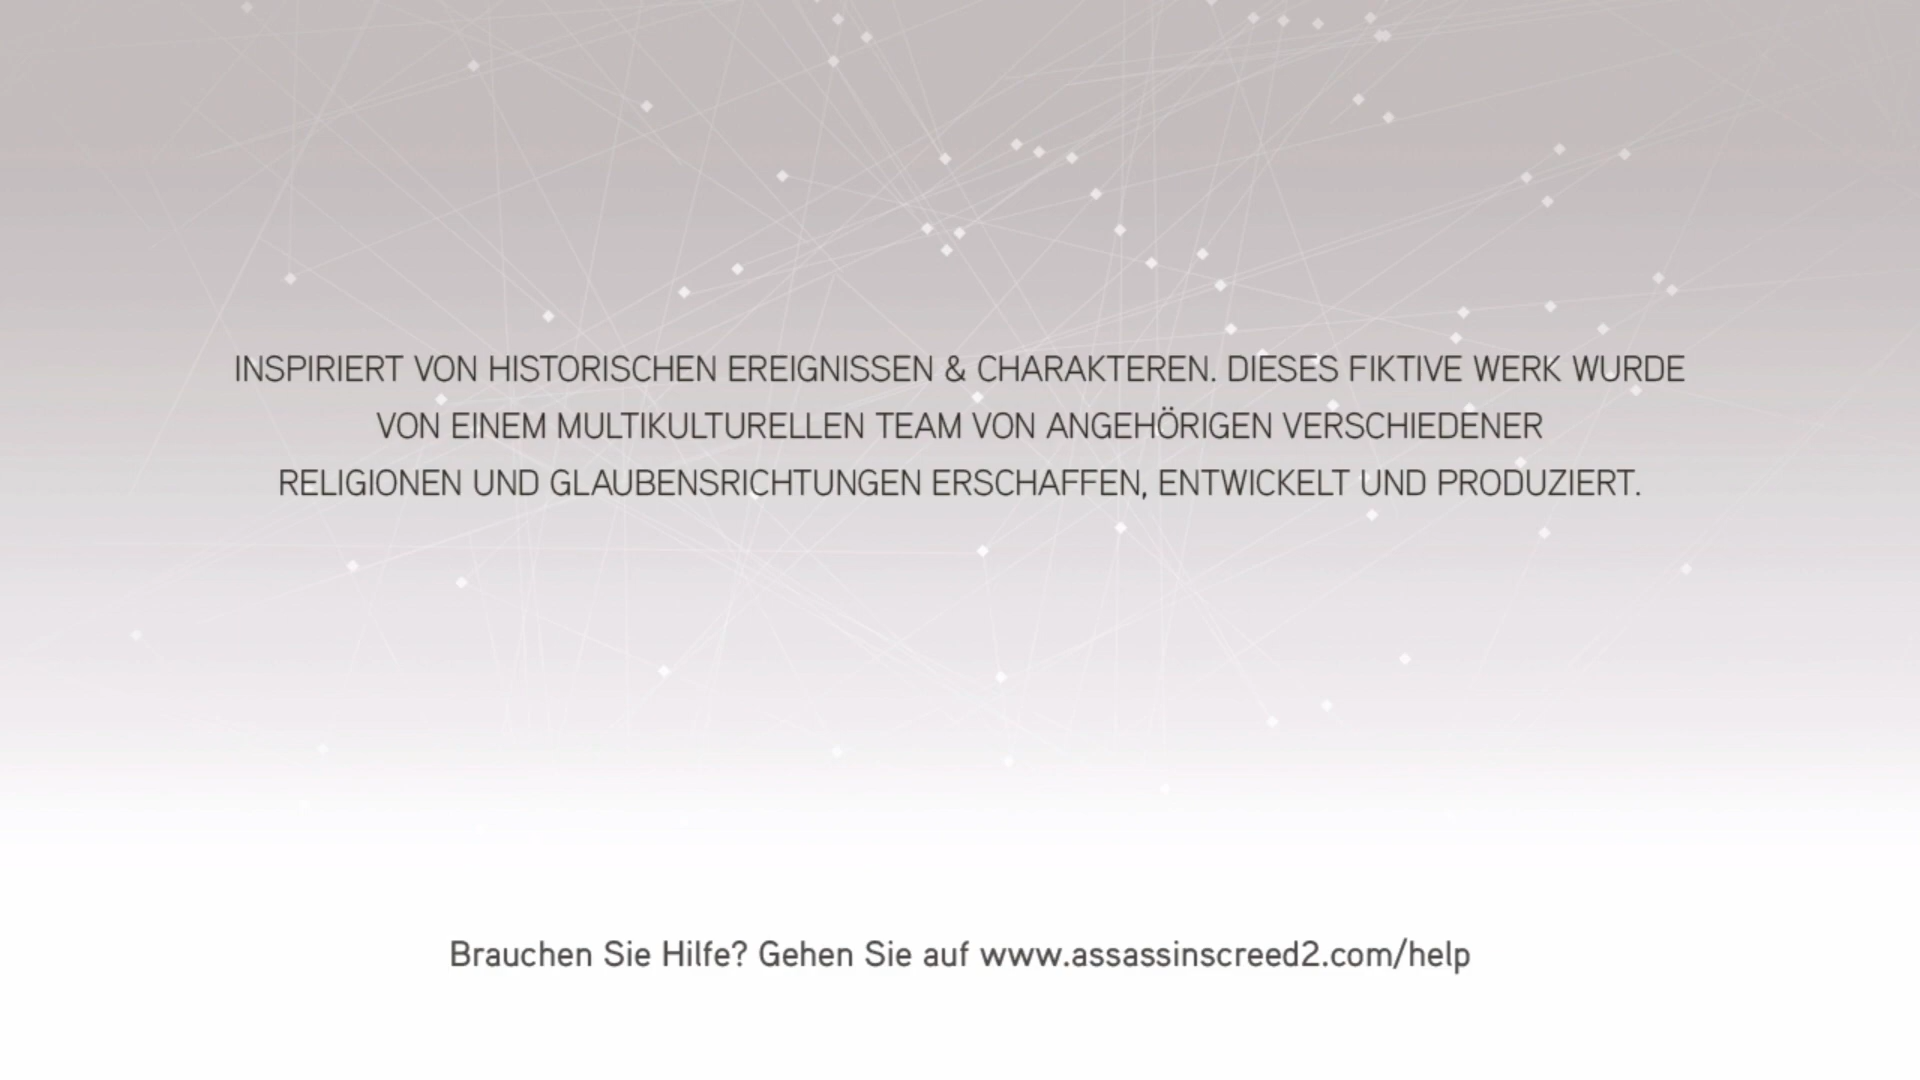 INSPIRIERT VON HISTORISCHEN EREIGNISSEN & CHARAKTEREN. DIESES FIKTIVE WERK WURDE
VON EINEM MULTIKULTURELLEN TEAM VON ANGEHÖRIGEN VERSCHIEDENER
RELIGIONEN UND GLAUBENSRICHTUNGEN ERSCHAFFEN, ENTWICKELT UND PRODUZIERT.
Brauchen Sie Hilfe? Gehen Sie auf www.assassinscreed2.com/help